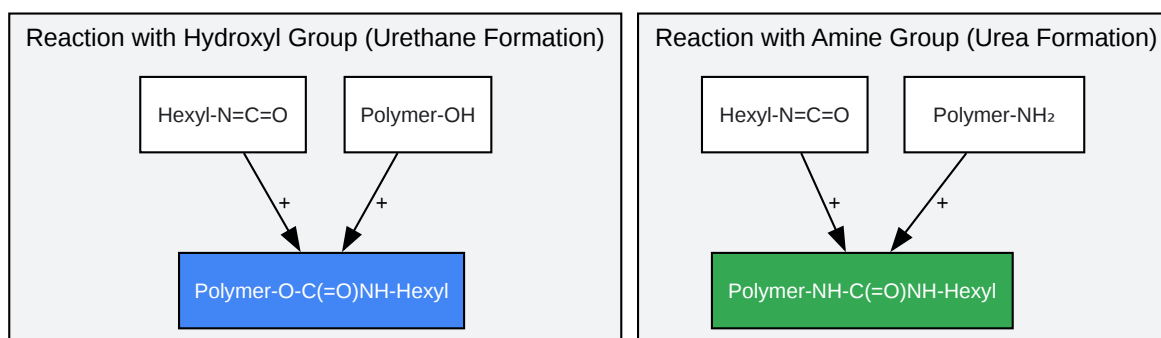 Reaction with Hydroxyl Group (Urethane Formation)
Hexyl-N=C=O
Polymer-OH
+
+
Polymer-O-C(=O)NH-Hexyl
Reaction with Amine Group (Urea Formation)
Hexyl-N=C=O
Polymer-NH₂
+
+
Polymer-NH-C(=O)NH-Hexyl